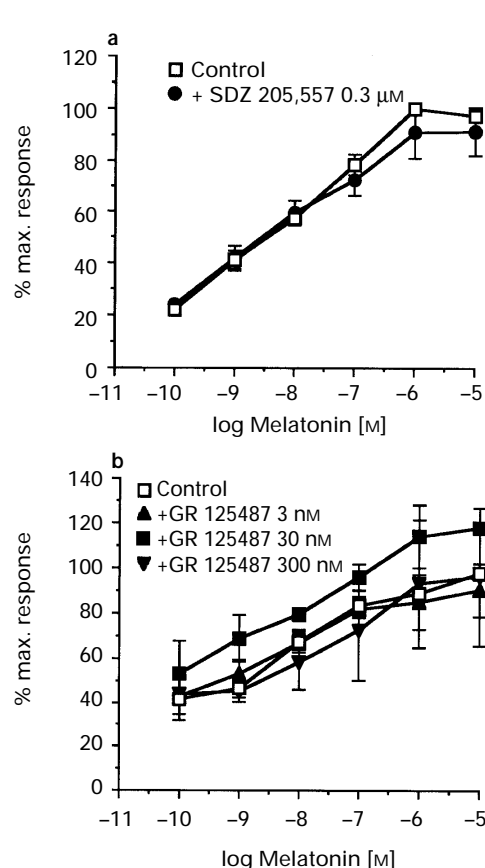 a
120
100
80
60
40
20
0
% max. response
Control
+ SDZ 205,557 0.3 µM
−11 −10 −9 −8 −7 −6 −5
log Melatonin [M]
b
140
120
100
80
60
40
20
0
% max. response
Control
+GR 125487 3 nM
+GR 125487 30 nM
+GR 125487 300 nM
−11 −10 −9 −8 −7 −6 −5
log Melatonin [M]